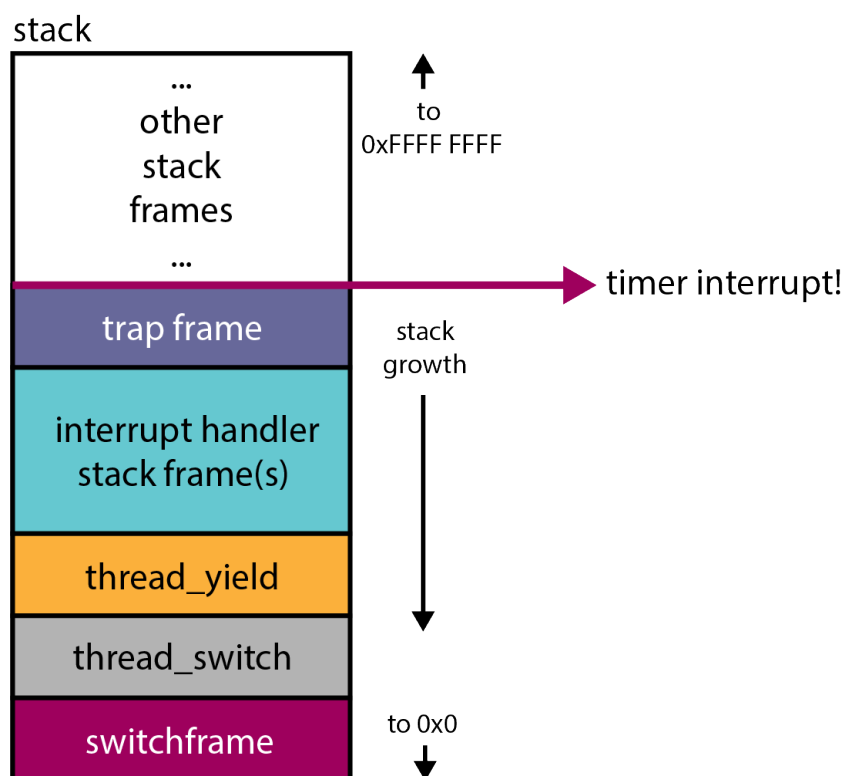 stack
...
other
stack
frames
...
to
0xFFFF FFFF
timer interrupt!
trap frame
stack
growth
interrupt handler
stack frame(s)
thread_yield
thread_switch
to 0x0
switchframe